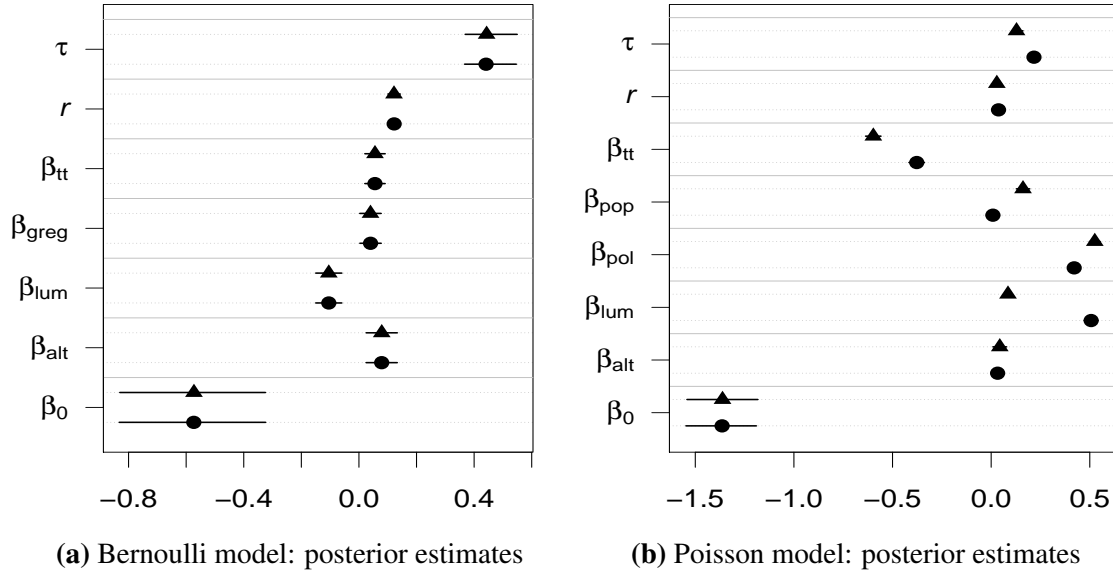 τ
r
βtt
βgreg
βlum
βalt
β0
−0.8 −0.4 0.0 0.4
(a) Bernoulli model: posterior estimates
τ
r
βtt
βpop
βpol
βlum
βalt
β0
−1.5 −1.0 −0.5 0.0 0.5
(b) Poisson model: posterior estimates